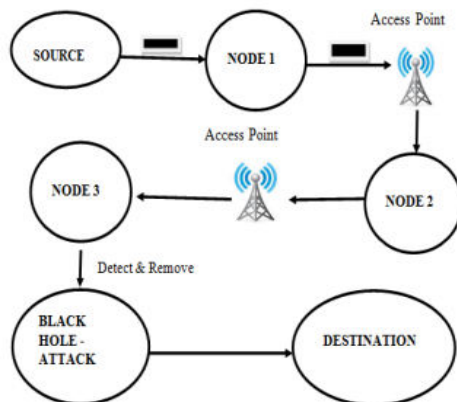 Access Point
SOURCE
NODE 1
Access Point
NODE 3
NODE 2
Detect & Remove
BLACK
HOLE -
ATTACK
DESTINATION